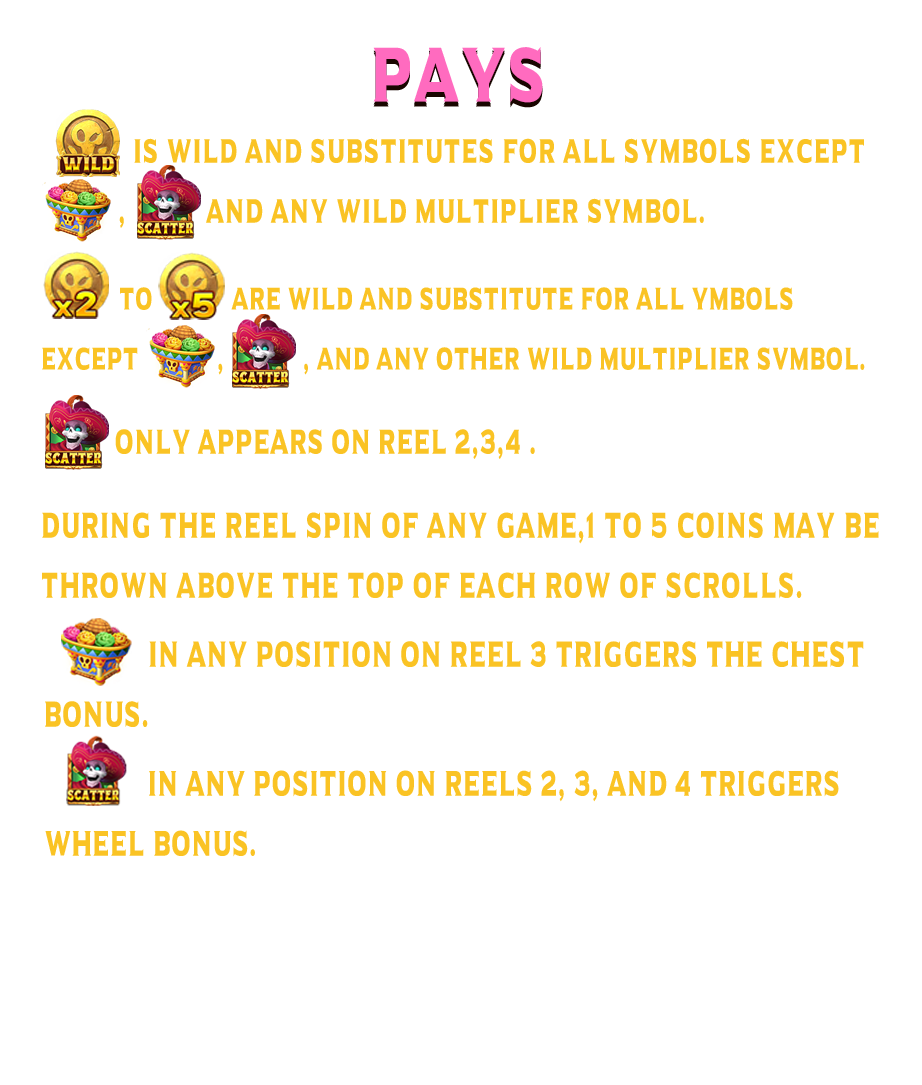 PAYS
WILD IS WILD AND SUBSTITUTES FOR ALL SYMBOLS EXCEPT
, SCATTER AND ANY WILD MULTIPLIER SYMBOL.
x2 TO x5 ARE WILD AND SUBSTITUTE FOR ALL YMBOLS
EXCEPT , SCATTER , AND ANY OTHER WILD MULTIPLIER SVMBOL.
SCATTER ONLY APPEARS ON REEL 2,3,4 .
DURING THE REEL SPIN OF ANY GAME,1 TO 5 COINS MAY BE
THROWN ABOVE THE TOP OF EACH ROW OF SCROLLS.
IN ANY POSITION ON REEL 3 TRIGGERS THE CHEST
BONUS.
SCATTER IN ANY POSITION ON REELS 2, 3, AND 4 TRIGGERS
WHEEL BONUS.